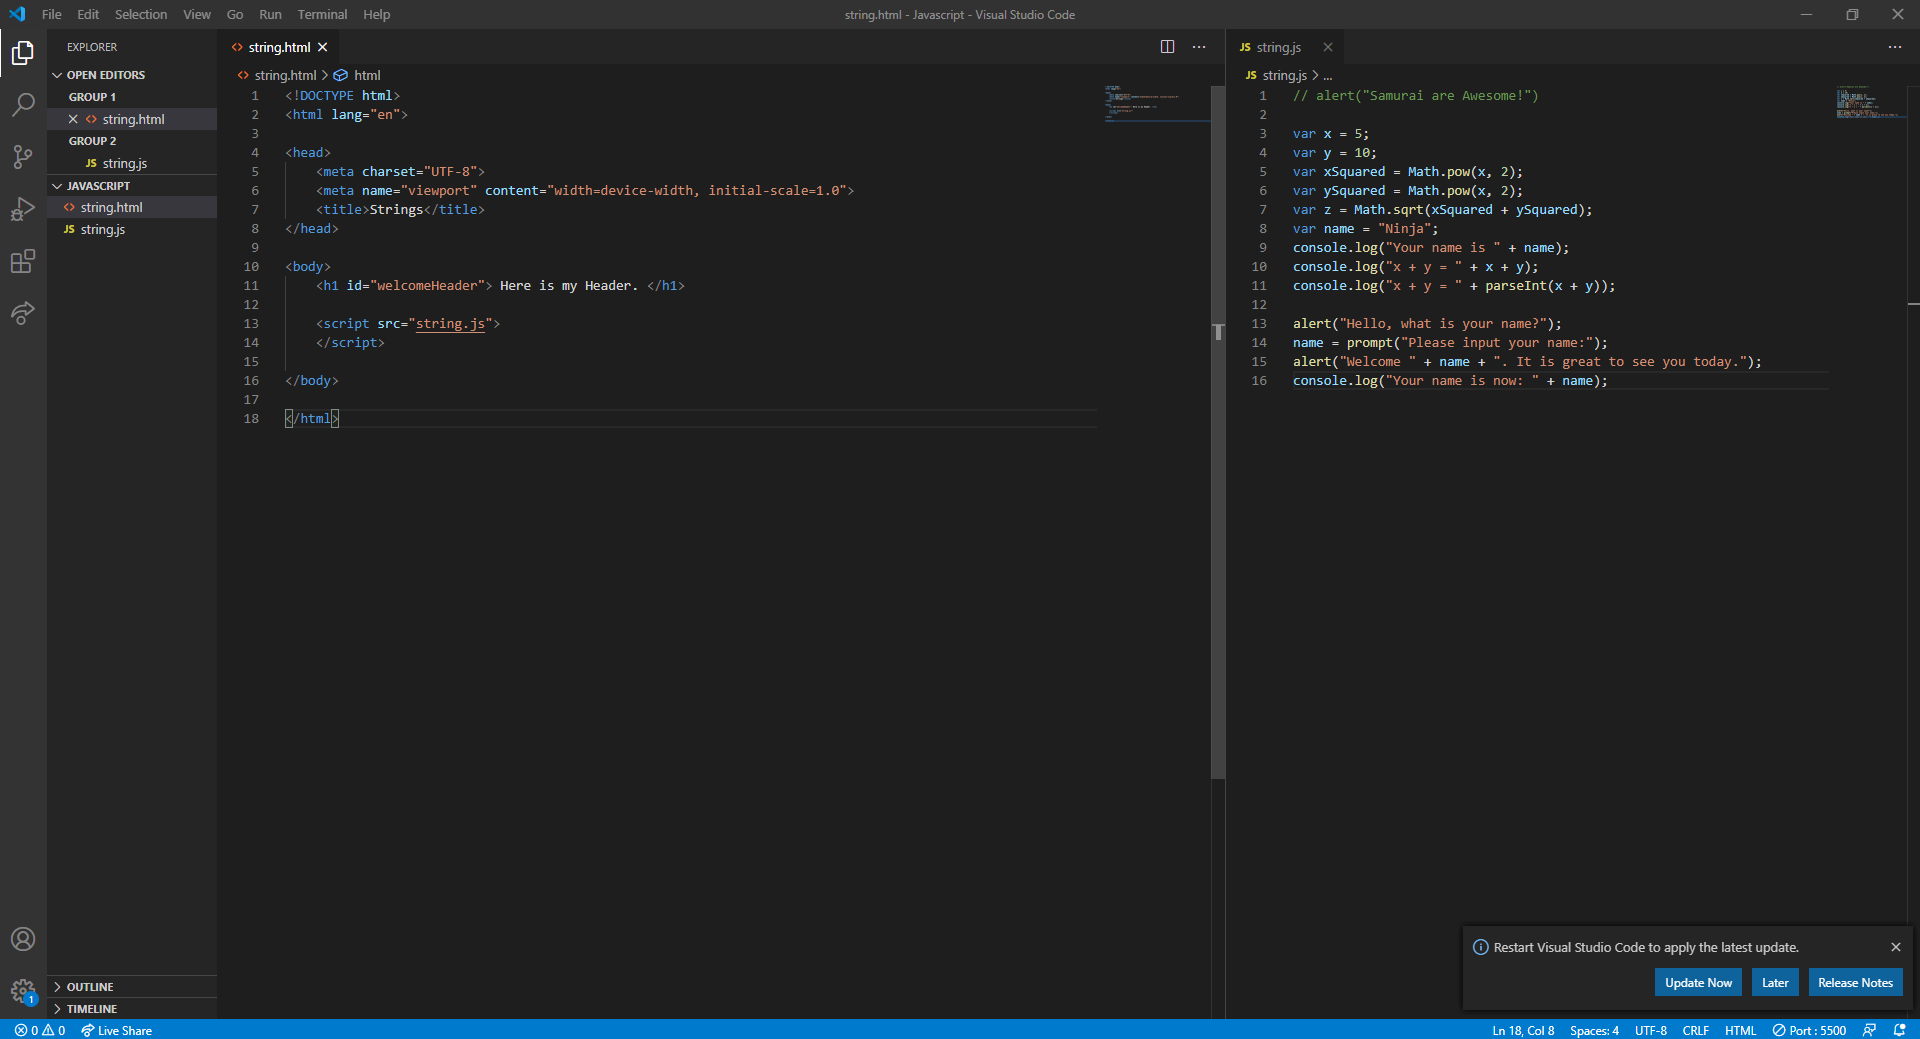 File Edit Selection View Go Run Terminal Help
string.html - Javascript - Visual Studio Code
EXPLORER
OPEN EDITORS
GROUP 1
string.html
GROUP 2
JS string.js
JAVASCRIPT
string.html
JS string.js
OUTLINE
TIMELINE
string.html
string.html > html
1 <!DOCTYPE html>
2 <html lang="en">
3
4 <head>
5 <meta charset="UTF-8">
6 <meta name="viewport" content="width=device-width, initial-scale=1.0">
7 <title>Strings</title>
8 </head>
9
10 <body>
11 <h1 id="welcomeHeader"> Here is my Header. </h1>
12
13 <script src="string.js">
14 </script>
15
16 </body>
17
18 </html>
JS string.js
JS string.js > ...
1 // alert("Samurai are Awesome!")
2
3 var x = 5;
4 var y = 10;
5 var xSquared = Math.pow(x, 2);
6 var ySquared = Math.pow(x, 2);
7 var z = Math.sqrt(xSquared + ySquared);
8 var name = "Ninja";
9 console.log("Your name is " + name);
10 console.log("x + y = " + x + y);
11 console.log("x + y = " + parseInt(x + y));
12
13 alert("Hello, what is your name?");
14 name = prompt("Please input your name:");
15 alert("Welcome " + name + ". It is great to see you today.");
16 console.log("Your name is now: " + name);
Restart Visual Studio Code to apply the latest update.
Update Now Later Release Notes
1
0 0 Live Share
Ln 18, Col 8 Spaces: 4 UTF-8 CRLF HTML Port : 5500